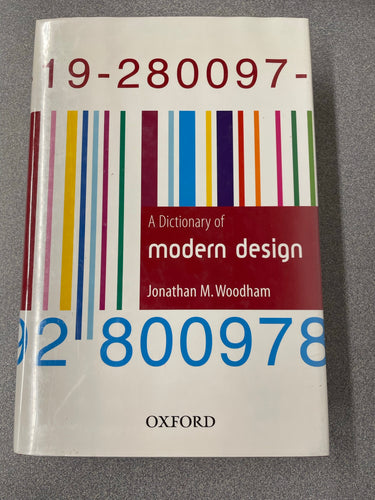 19-280097-
A Dictionary of
modern design
Jonathan M. Woodham
92 800978
OXFORD